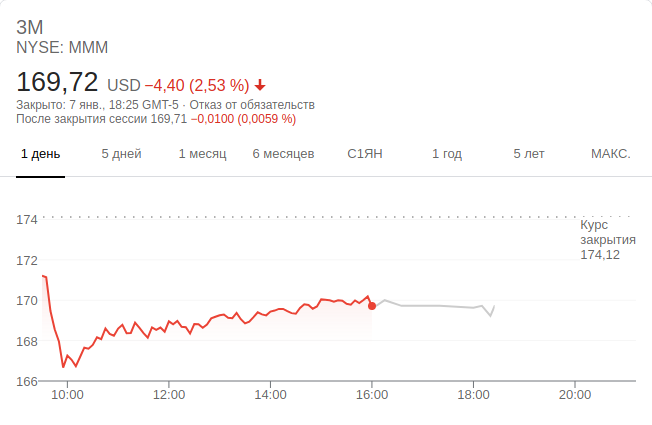 3M
NYSE: MMM
169,72 USD −4,40 (2,53 %)
Закрыто: 7 янв., 18:25 GMT-5 · Отказ от обязательств
После закрытия сессии 169,71 −0,0100 (0,0059 %)
1 день 5 дней 1 месяц 6 месяцев С1ЯН 1 год 5 лет МАКС.
174
Курс
закрытия
174,12
172
170
168
166
10:00 12:00 14:00 16:00 18:00 20:00